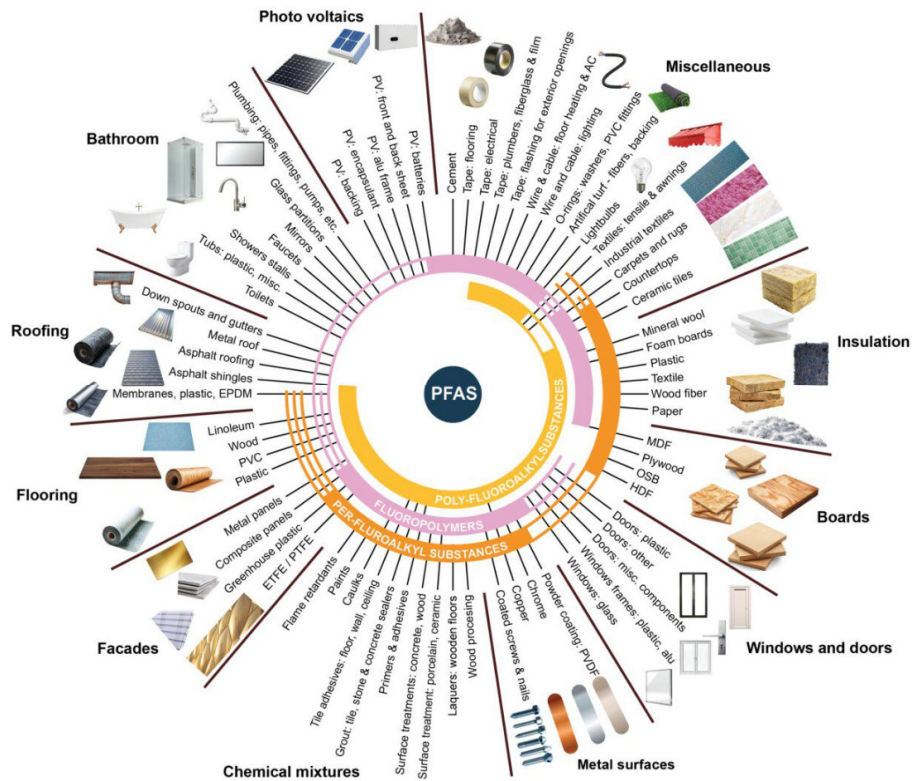 Photo voltaics
PV: backing
PV: encapsulant
PV: alu frame
PV: front and back sheet
PV: batteries
Miscellaneous
Cement
Tape: flooring
Tape: electrical
Tape: plumbers, fiberglass & film
Tape: flashing for exterior openings
Wire & cable: floor heating & AC
Wire and cable: lighting
O-rings: washers, PVC fittings
Artifical turf - fibers, backing
Lightbulbs
Textiles: tensile & awnings
Industrial textiles
Carpets and rugs
Countertops
Ceramic tiles
Insulation
Mineral wool
Foam boards
Plastic
Textile
Wood fiber
Paper
Boards
MDF
Plywood
OSB
HDF
Windows and doors
Doors: plastic
Doors: other
Doors: misc. components
Windows frames: plastic, alu
Windows: glass
Metal surfaces
Powder coating: PVDF
Chrome
Copper
Coated screws & nails
Chemical mixtures
Wood procesing
Laquers: wooden floors
Surface treatment: porcelain, ceramic
Surface treatments: concrete, wood
Primers & adhesives
Grout: tile, stone & concrete sealers
Tile adhesives: floor, wall, ceiling
Caulks
Paints
Flame retardants
Facades
ETFE / PTFE
Greenhouse plastic
Composite panels
Metal panels
Flooring
Plastic
PVC
Wood
Linoleum
Roofing
Membranes, plastic, EPDM
Asphalt shingles
Asphalt roofing
Metal roof
Down spouts and gutters
Bathroom
Toilets
Tubs: plastic, misc.
Showers stalls
Faucets
Mirrors
Glass partitions
Plumbing: pipes, fittings, pumps, etc.
PFAS
POLY-FLUOROALKYLSUBSTANCES
FLUOROPOLYMERS
PER-FLUROALKYL SUBSTANCES